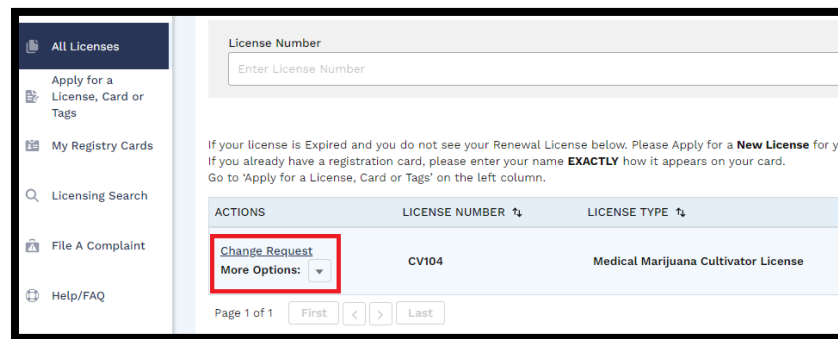 All Licenses
Apply for a
License, Card or
Tags
My Registry Cards
Licensing Search
File A Complaint
Help/FAQ
License Number
Enter License Number
If your license is Expired and you do not see your Renewal License below. Please Apply for a New License for y
If you already have a registration card, please enter your name EXACTLY how it appears on your card.
Go to ‘Apply for a License, Card or Tags’ on the left column.
ACTIONS LICENSE NUMBER ↑↓ LICENSE TYPE ↑↓
Change Request
More Options:
CV104 Medical Marijuana Cultivator License
Page 1 of 1 First < > Last